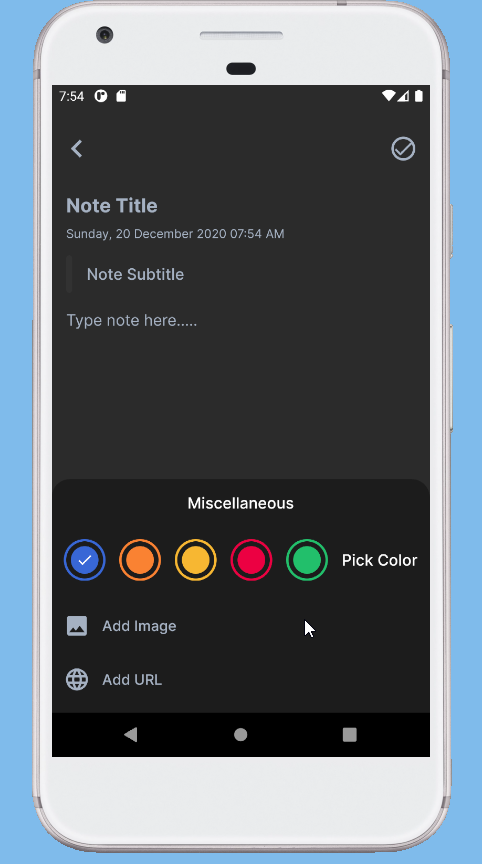 7:54
Note Title
Sunday, 20 December 2020 07:54 AM
Note Subtitle
Type note here.....
Miscellaneous
Pick Color
Add Image
Add URL